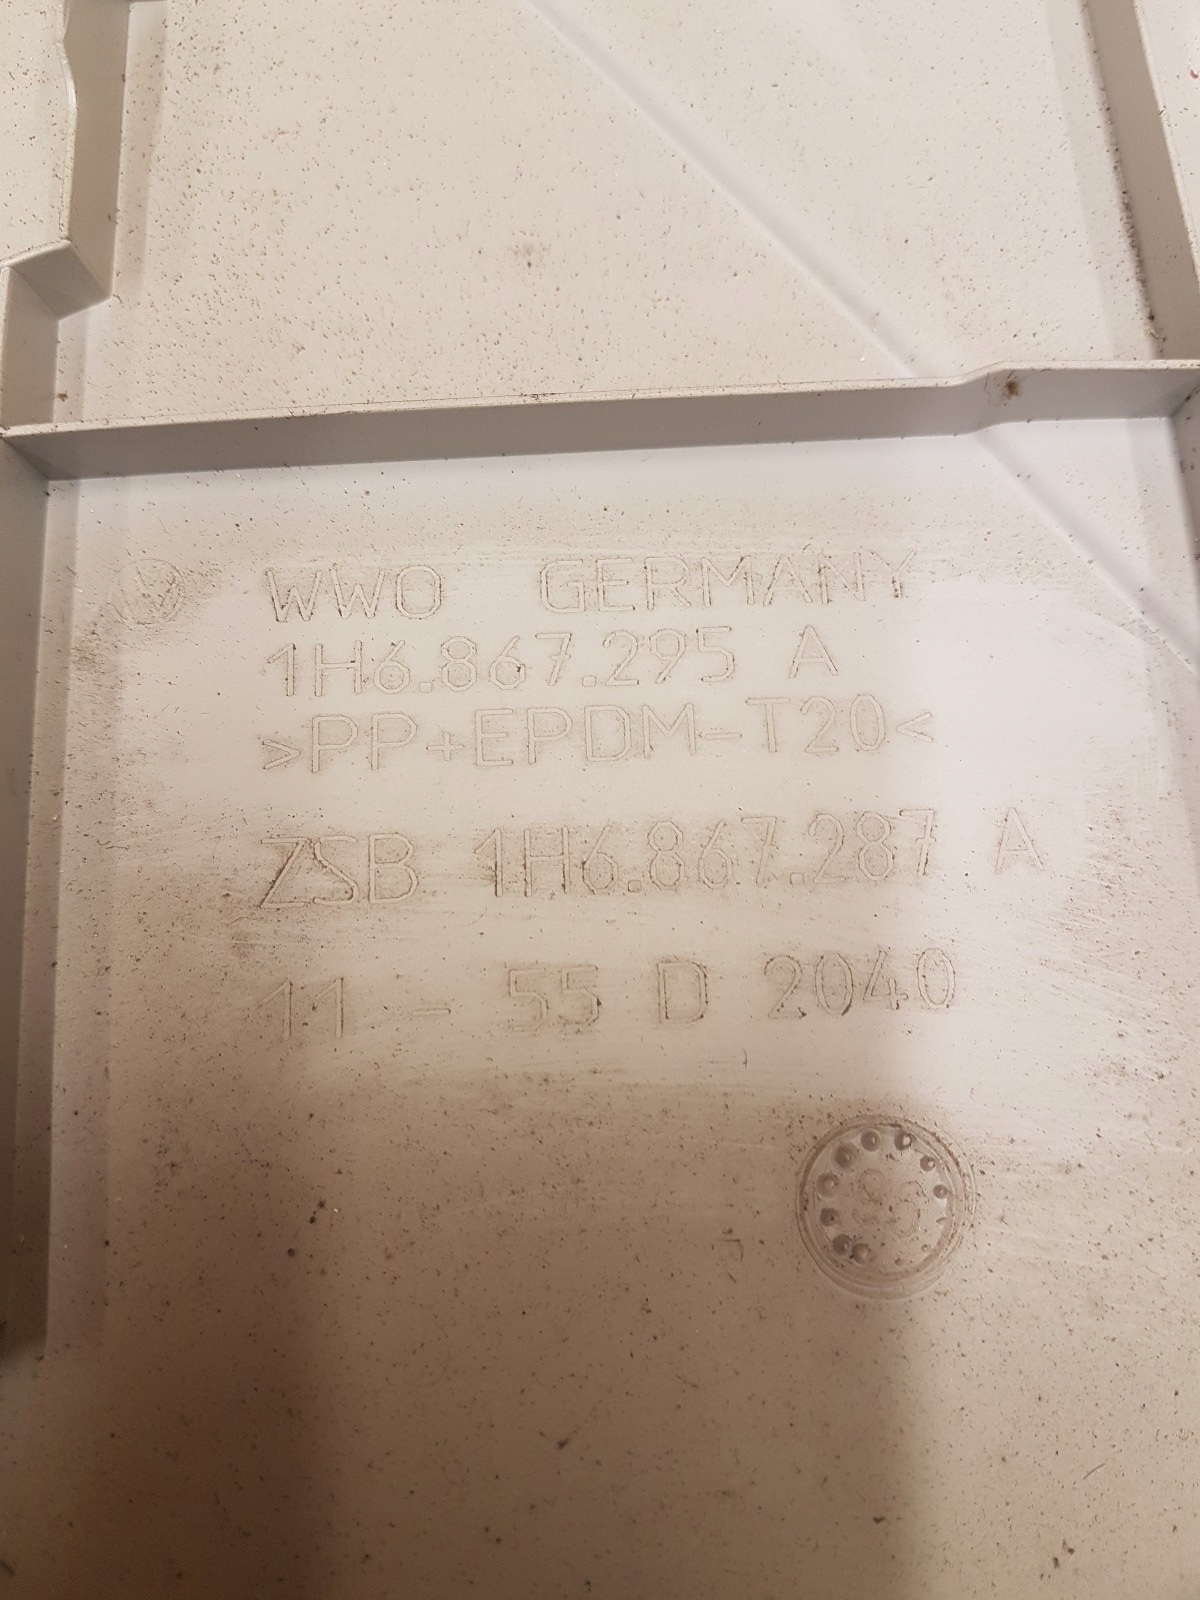 WWO GERMANY
1H6.867.295 A
>PP+EPDM-T20<
ZSB 1H6.867.287 A
11 - 55 D 2040